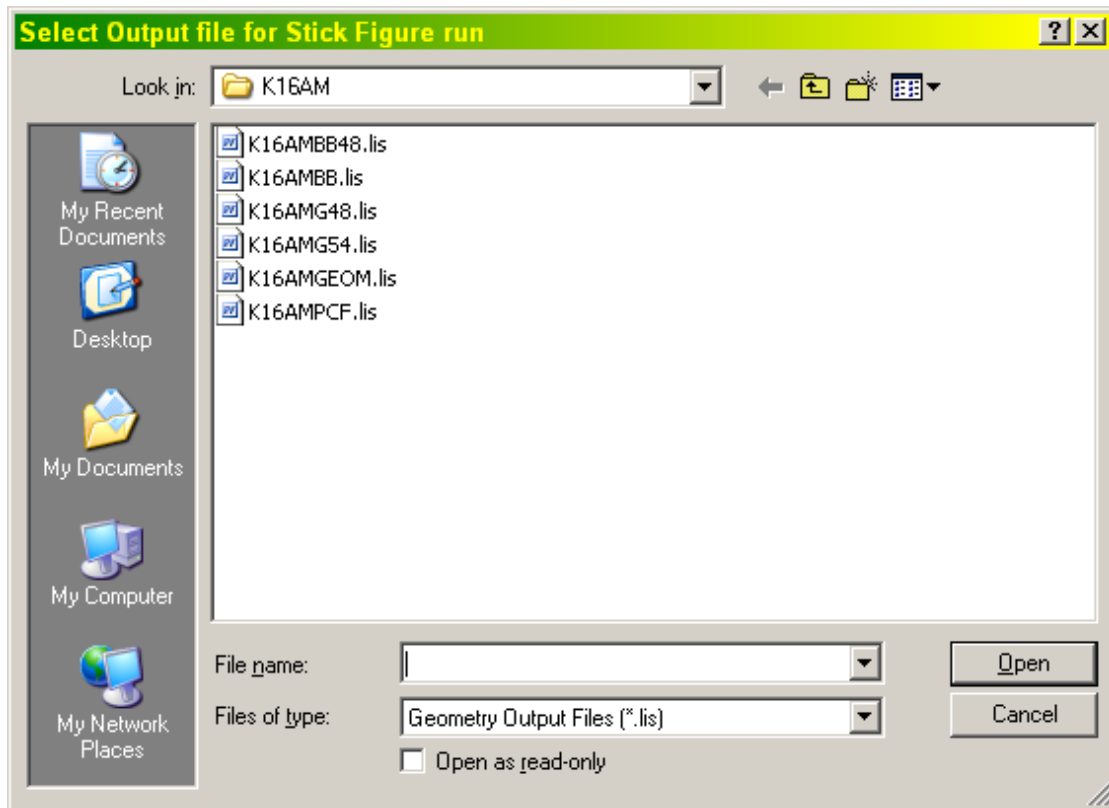 Select Output file for Stick Figure run
Look in:
K16AM
My Recent
Documents
Desktop
My Documents
My Computer
My Network
Places
K16AMBB48.lis
K16AMBB.lis
K16AMG48.lis
K16AMG54.lis
K16AMGEOM.lis
K16AMPCF.lis
File name:
Open
Files of type:
Geometry Output Files (*.lis)
Cancel
Open as read-only